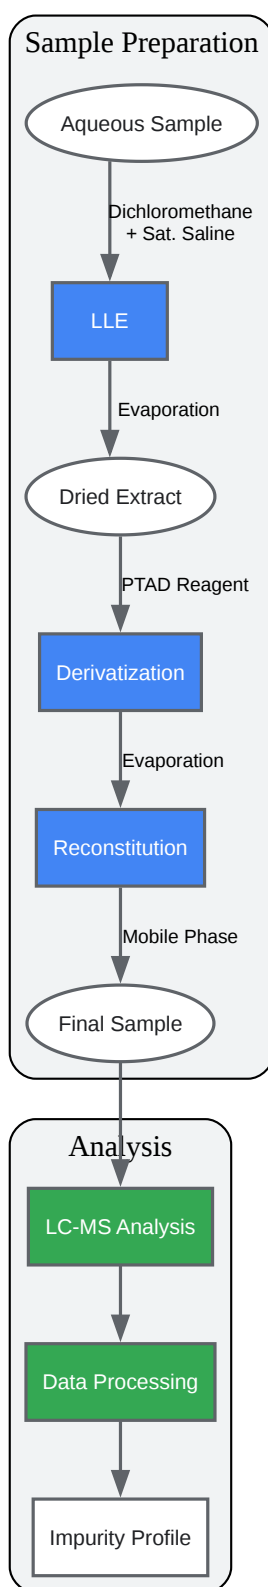 Sample Preparation
Aqueous Sample
Dichloromethane
+ Sat. Saline
LLE
Evaporation
Dried Extract
PTAD Reagent
Derivatization
Evaporation
Reconstitution
Mobile Phase
Final Sample
Analysis
LC-MS Analysis
Data Processing
Impurity Profile